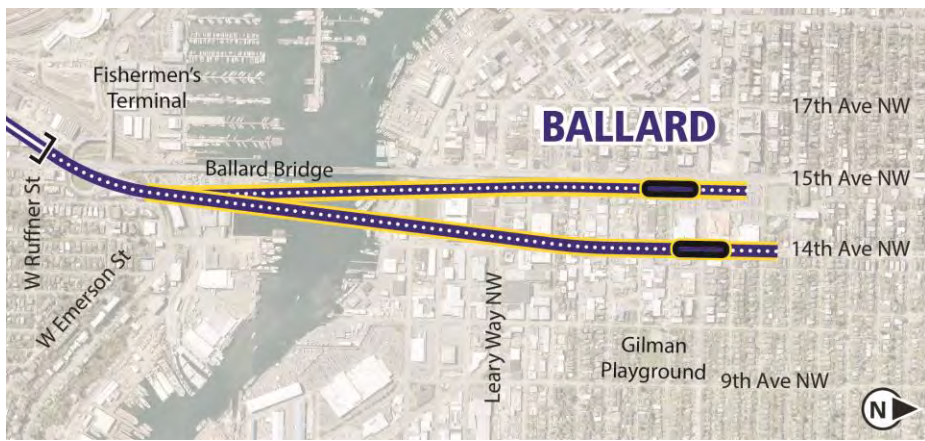 Fishermen's
Terminal
BALLARD
17th Ave NW
Ballard Bridge
15th Ave NW
W Ruffner St
W Emerson St
14th Ave NW
Leary Way NW
Gilman
Playground
9th Ave NW
N